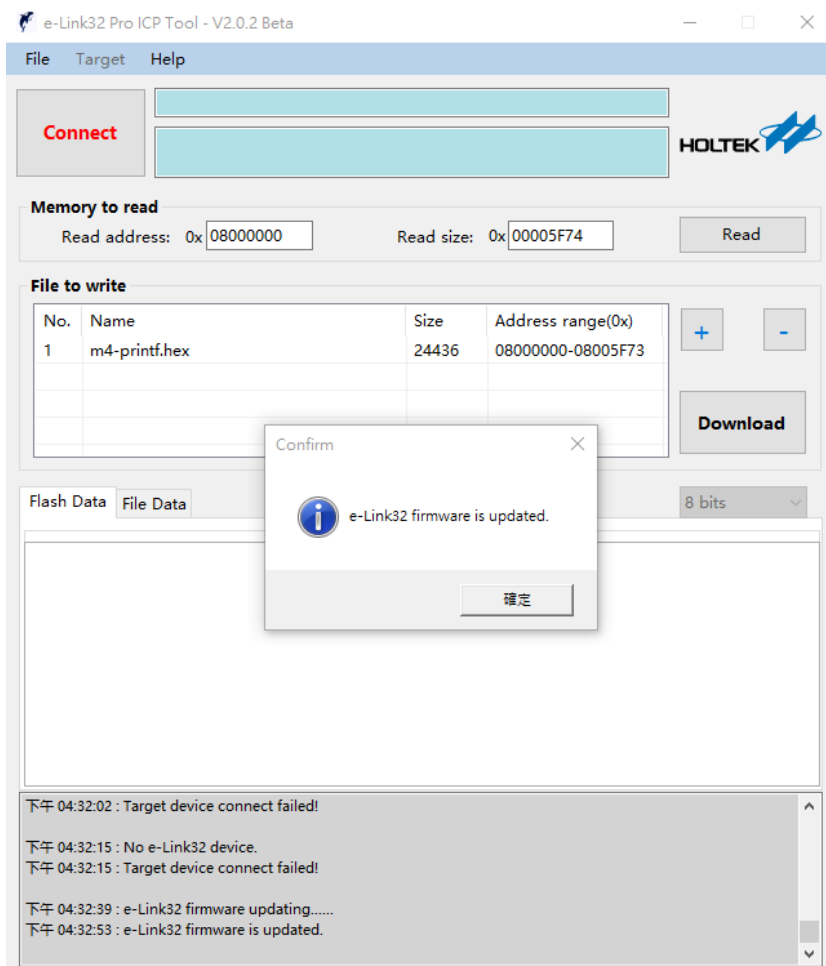 e-Link32 Pro ICP Tool - V2.0.2 Beta
File Target Help
Connect
HOLTEK
Memory to read
Read address: 0x 08000000 Read size: 0x 00005F74 Read
File to write
No. Name Size Address range(0x)
1 m4-printf.hex 24436 08000000-08005F73
+ -
Download
Confirm
e-Link32 firmware is updated.
確定
Flash Data File Data 8 bits
下午 04:32:02 : Target device connect failed!
下午 04:32:15 : No e-Link32 device.
下午 04:32:15 : Target device connect failed!
下午 04:32:39 : e-Link32 firmware updating......
下午 04:32:53 : e-Link32 firmware is updated.